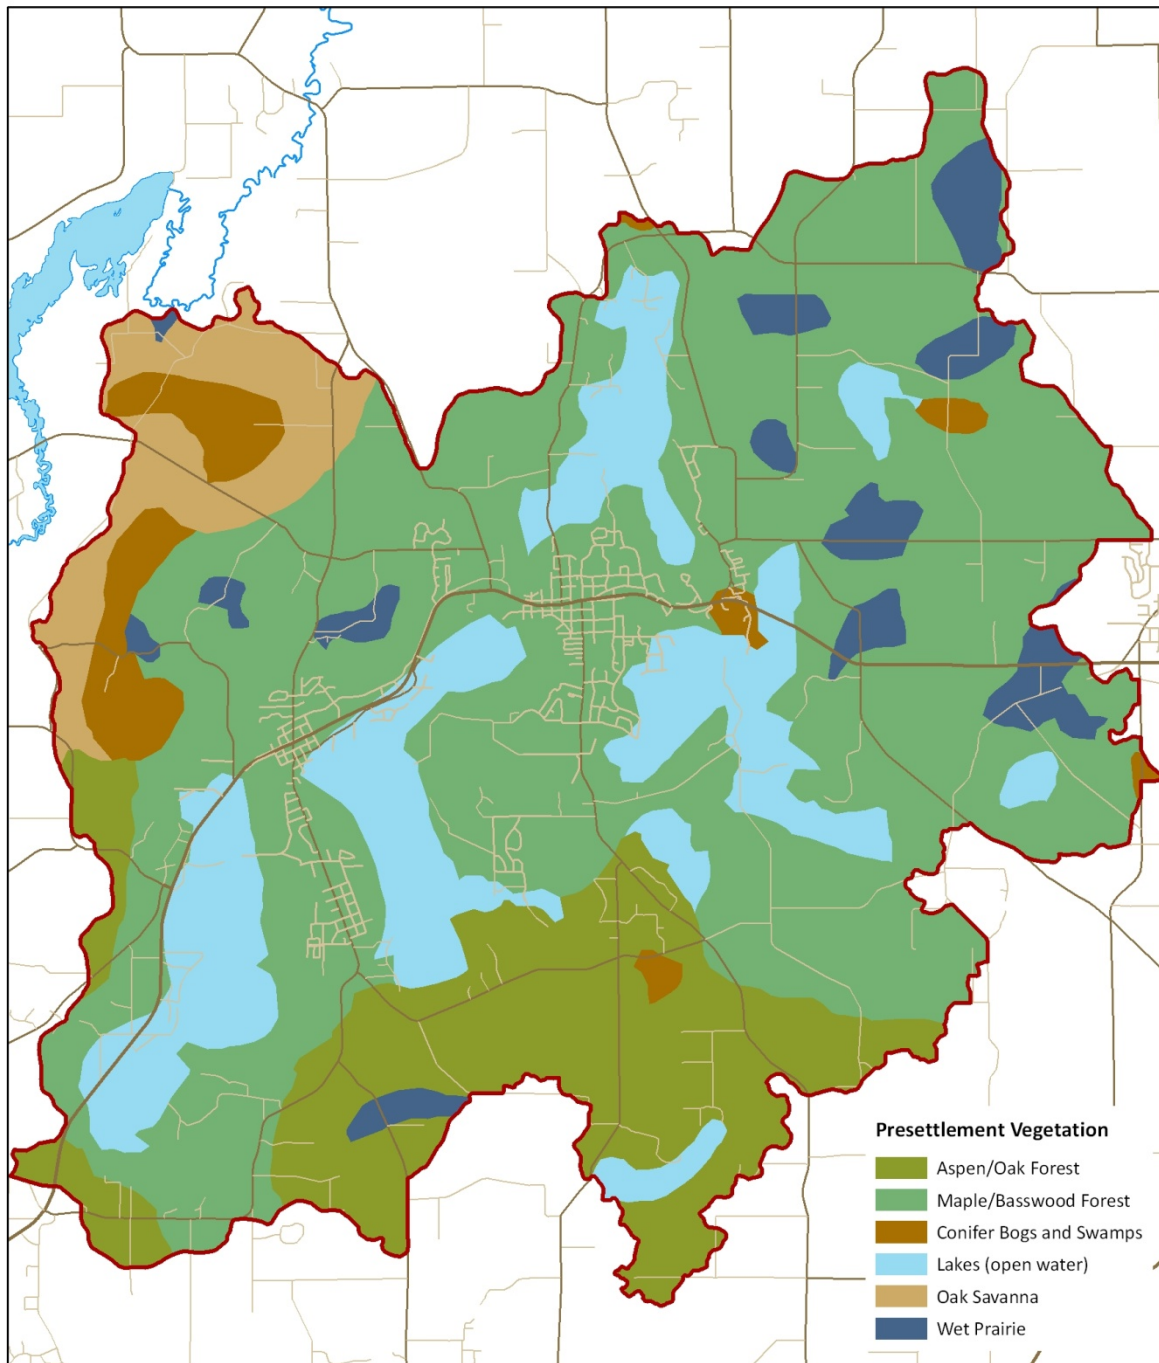 Presettlement Vegetation
Aspen/Oak Forest
Maple/Basswood Forest
Conifer Bogs and Swamps
Lakes (open water)
Oak Savanna
Wet Prairie